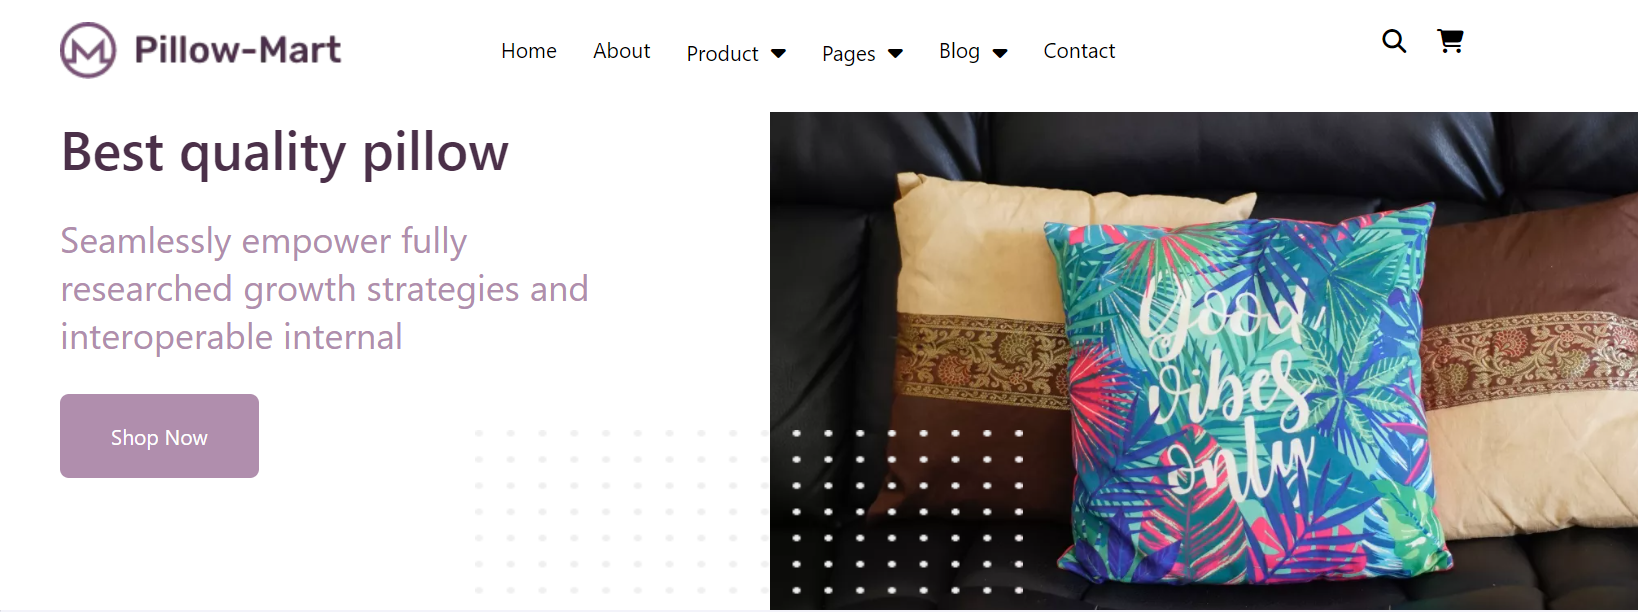 Pillow-Mart
Home About Product Pages Blog Contact
Best quality pillow
Seamlessly empower fully
researched growth strategies and
interoperable internal
Shop Now
Good
vibes
only